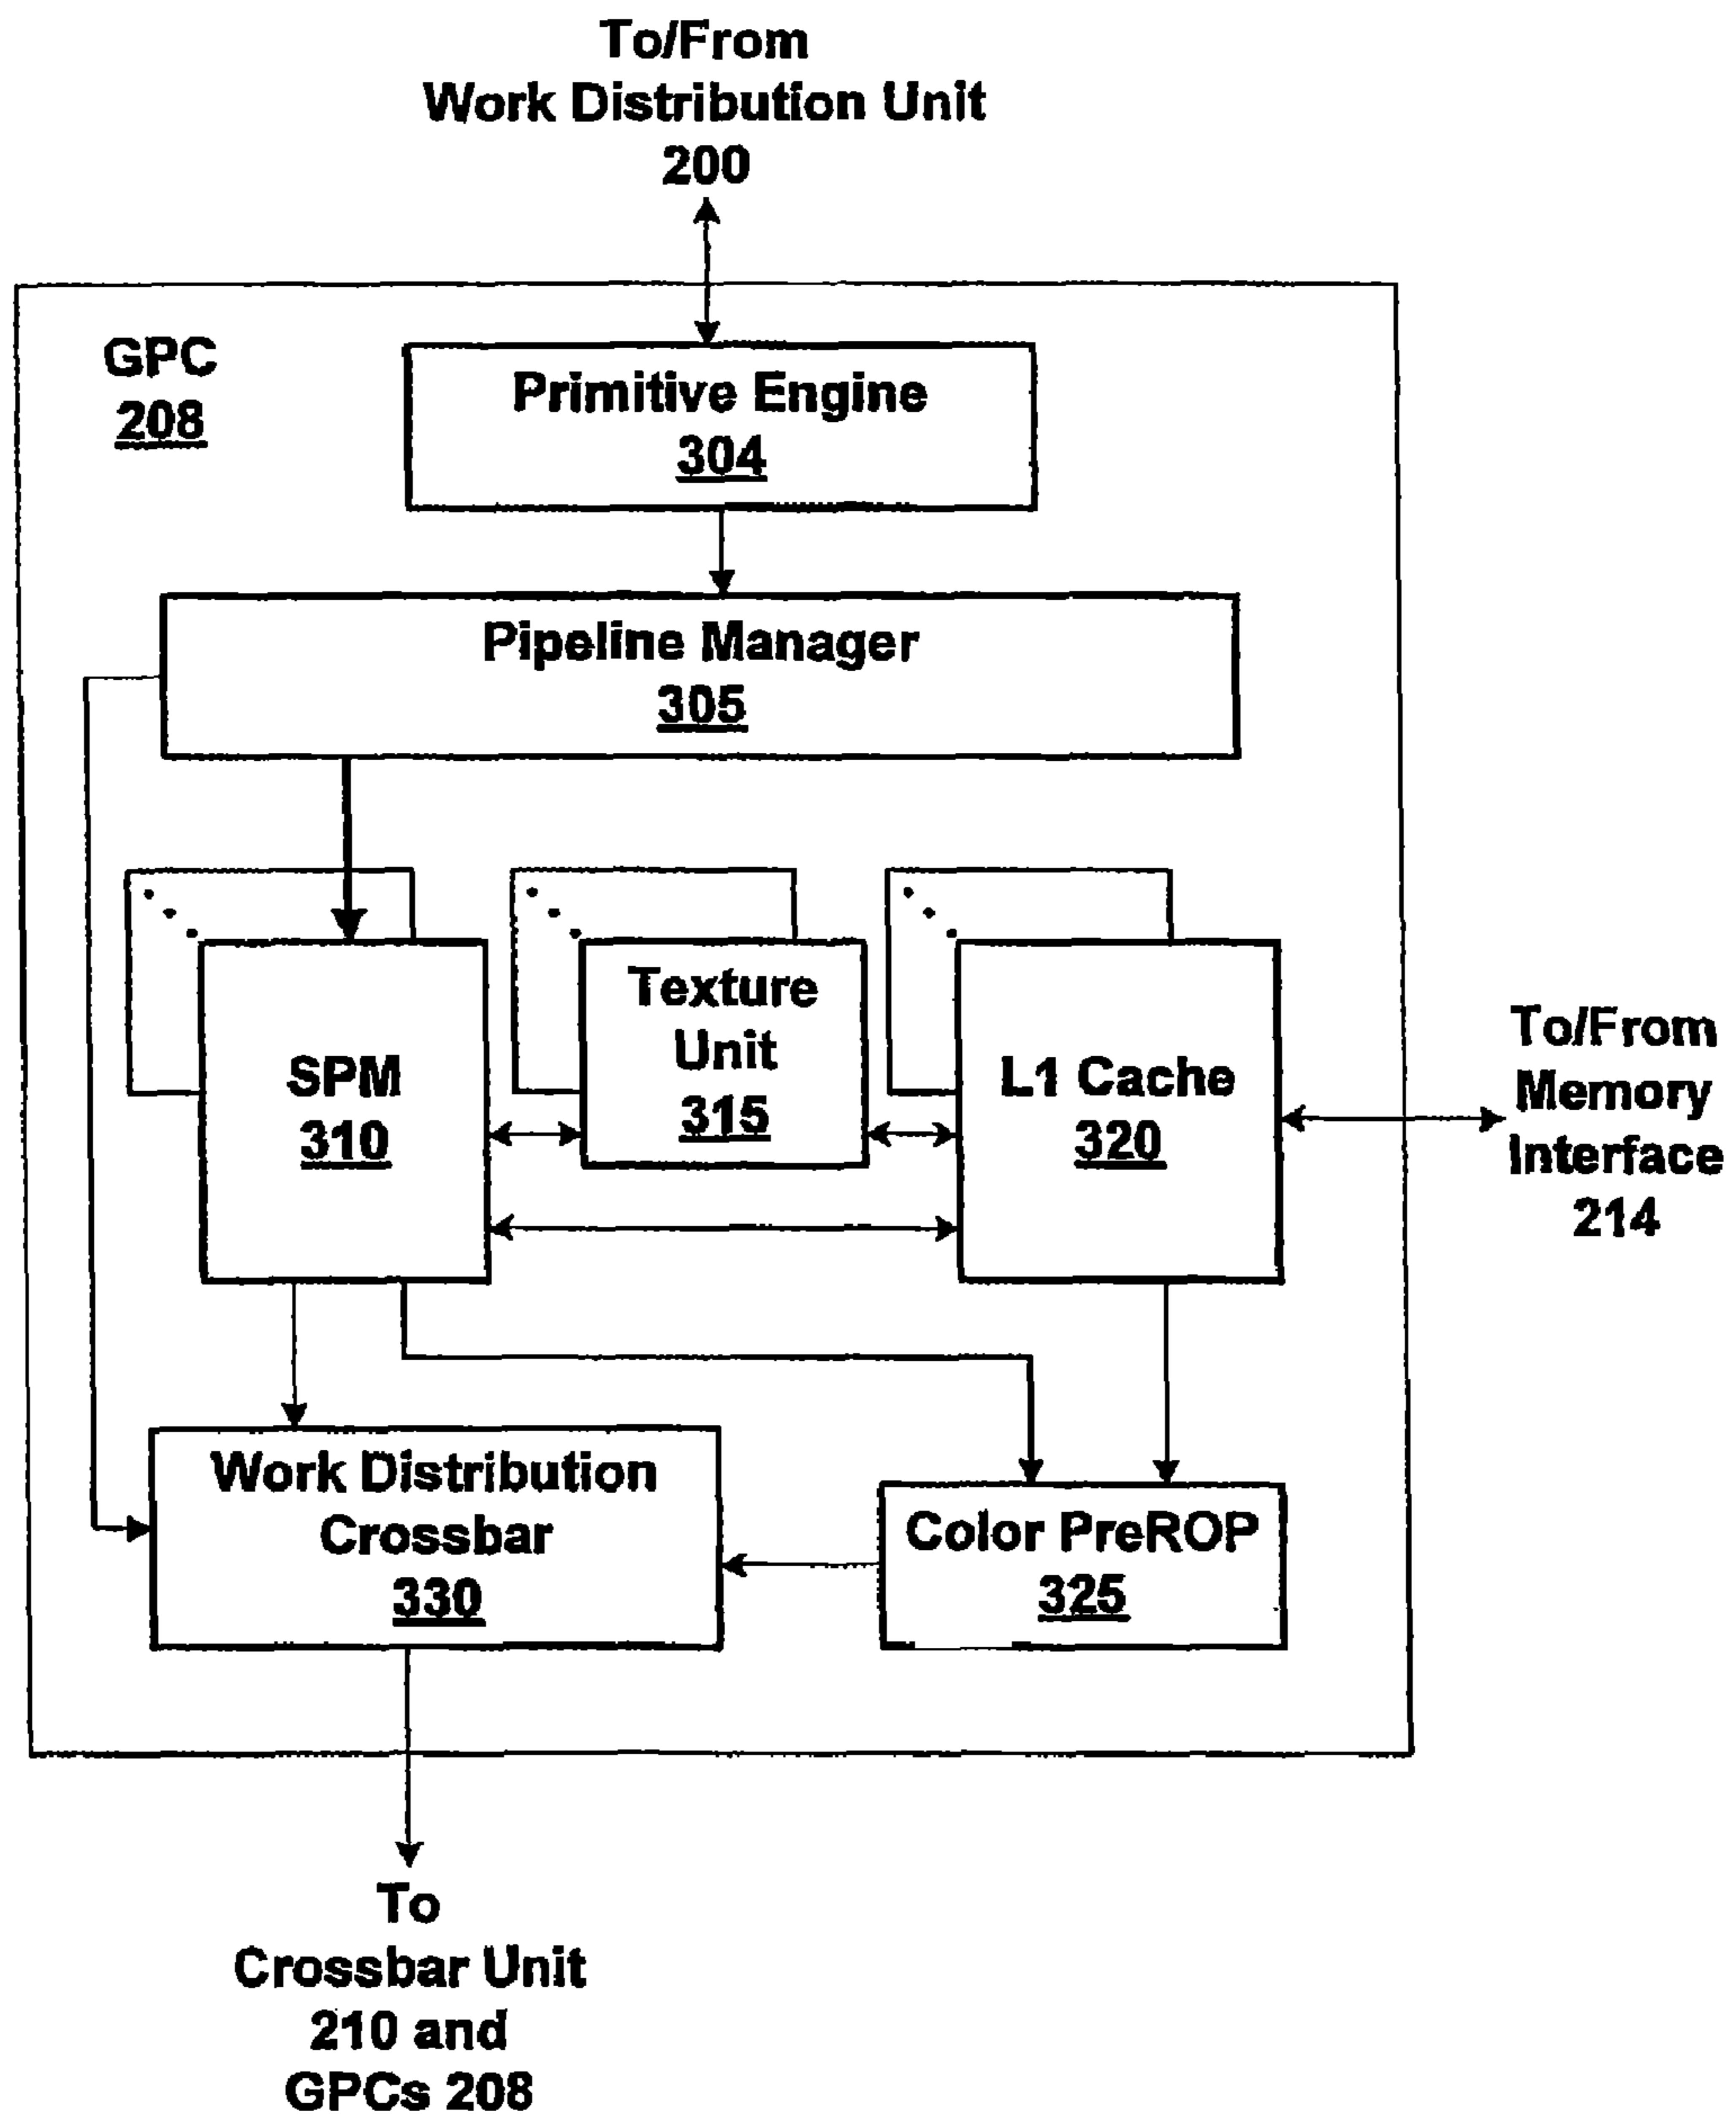 To/From
Work Distribution Unit
200
GPC
208
Primitive Engine
304
Pipeline Manager
305
SPM
310
Texture
Unit
315
L1 Cache
320
To/From
Memory
Interface
214
Work Distribution
Crossbar
330
Color PreROP
325
To
Crossbar Unit
210 and
GPCs 208